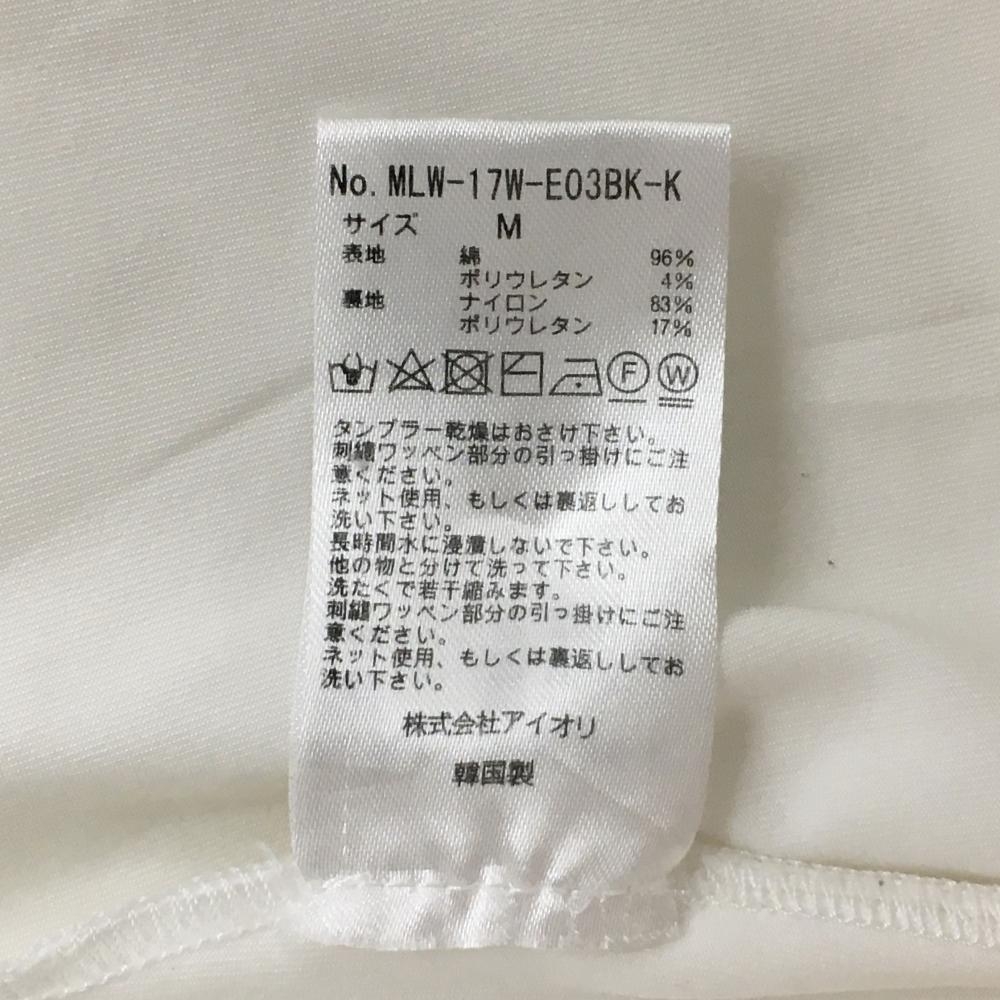 No. MLW-17W-E03BK-K
サイズ M
表地 綿 96%
ポリウレタン 4%
裏地 ナイロン 83%
ポリウレタン 17%
F W
タンブラー乾燥はおさけ下さい。
刺繍ワッペン部分の引っ掛けにご注
意ください。
ネット使用、もしくは裏返ししてお
洗い下さい。
長時間水に浸漬しないで下さい。
他の物と分けて洗って下さい。
洗たくで若干縮みます。
刺繍ワッペン部分の引っ掛けにご注
意ください。
ネット使用、もしくは裏返ししてお
洗い下さい。
株式会社アイオリ
韓国製